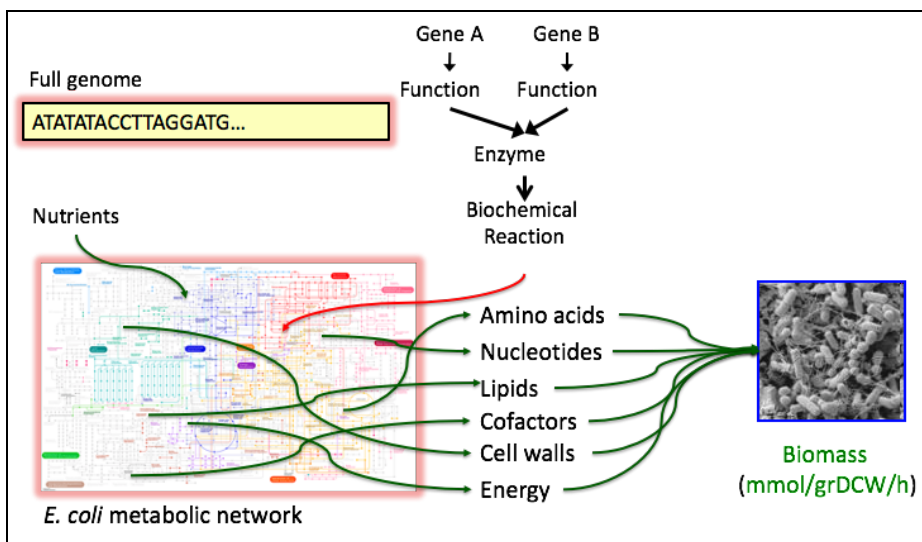 Gene A
Gene B
Function
Function
Full genome
ATATATACCTTAGGATG...
Enzyme
Biochemical
Reaction
Nutrients
Amino acids
Nucleotides
Lipids
Cofactors
Cell walls
Energy
Biomass
(mmol/grDCW/h)
E. coli metabolic network